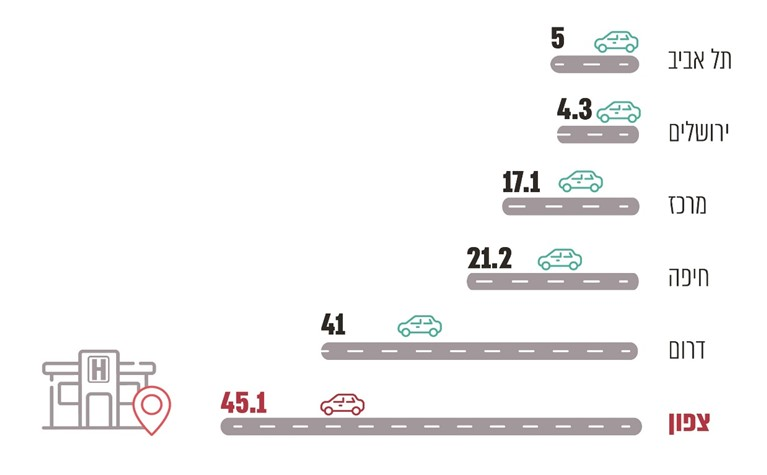 תל אביב 5
ירושלים 4.3
מרכז 17.1
חיפה 21.2
דרום 41
צפון 45.1
H